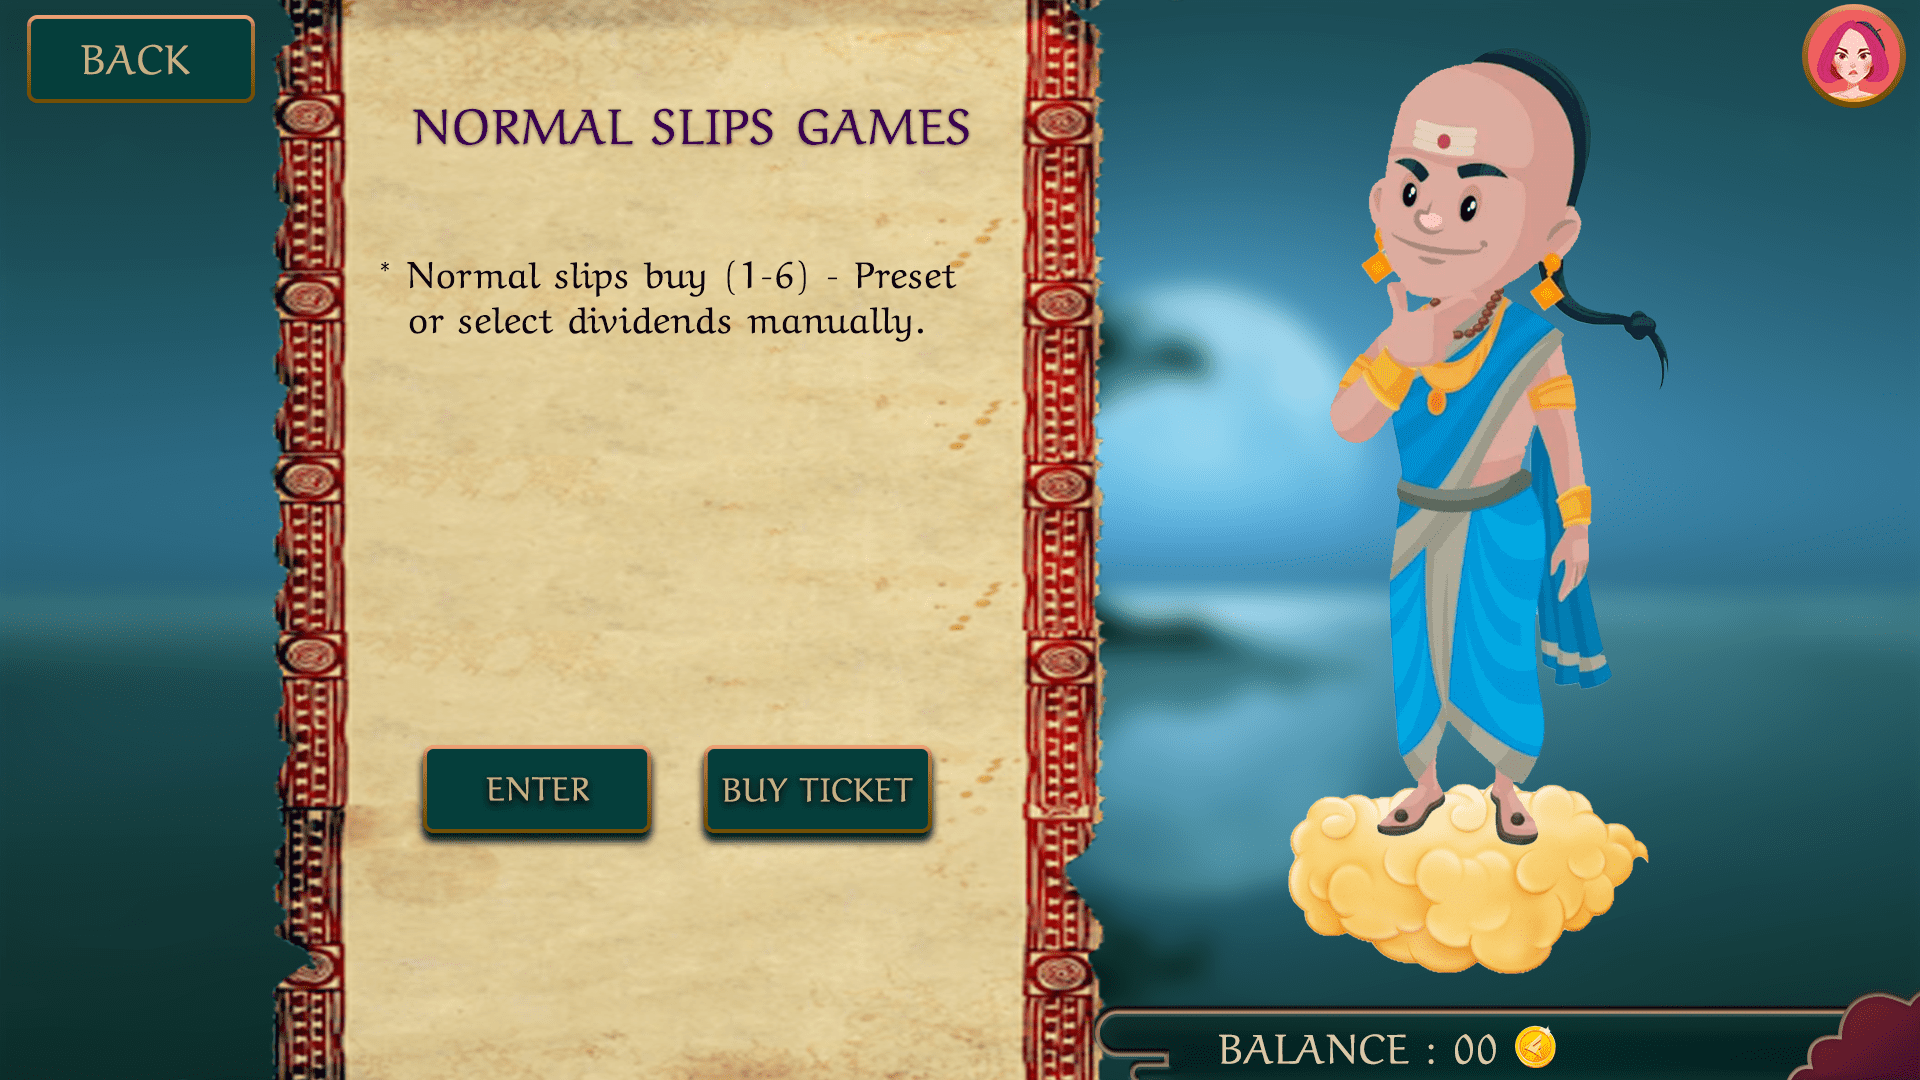 BACK
NORMAL SLIPS GAMES
* Normal slips buy (1-6) - Preset
or select dividends manually.
ENTER
BUY TICKET
BALANCE : 00